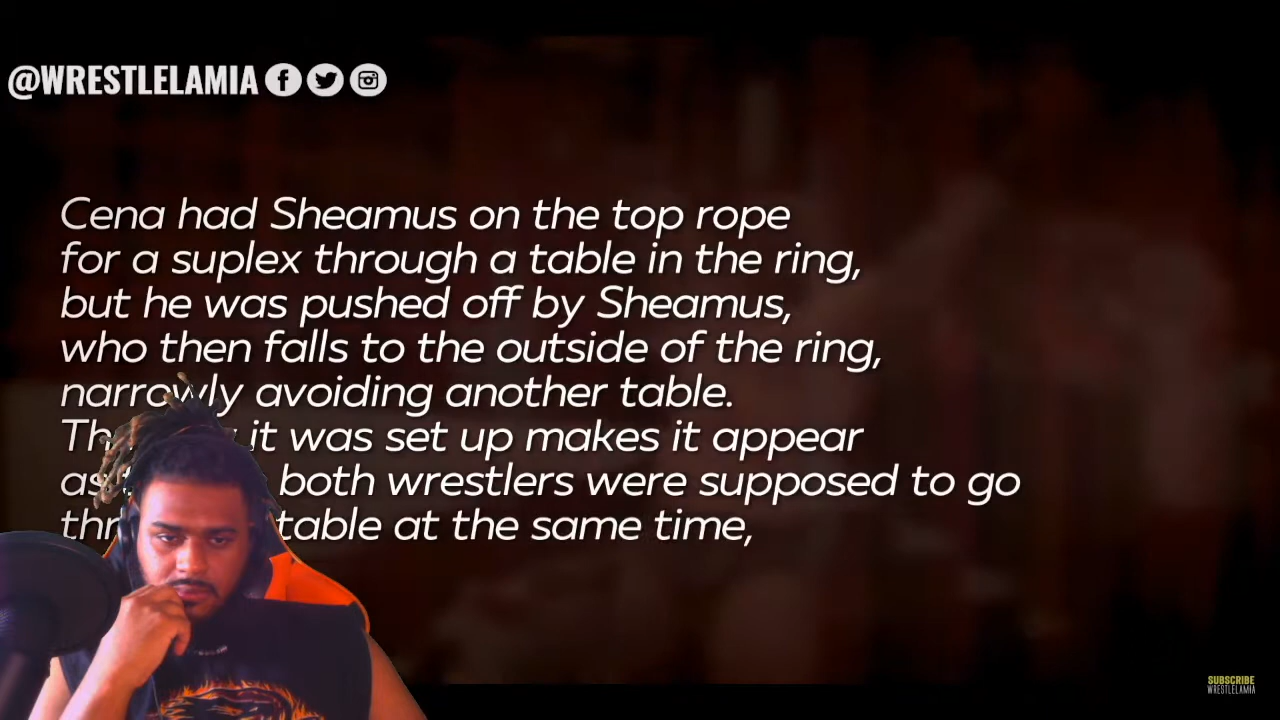 @WRESTLELAMIA
Cena had Sheamus on the top rope
for a suplex through a table in the ring,
but he was pushed off by Sheamus,
who then falls to the outside of the ring,
narrowly avoiding another table.
it was set up makes it appear
both wrestlers were supposed to go
table at the same time,
SUBSCRIBE
WRESTLELAMIA